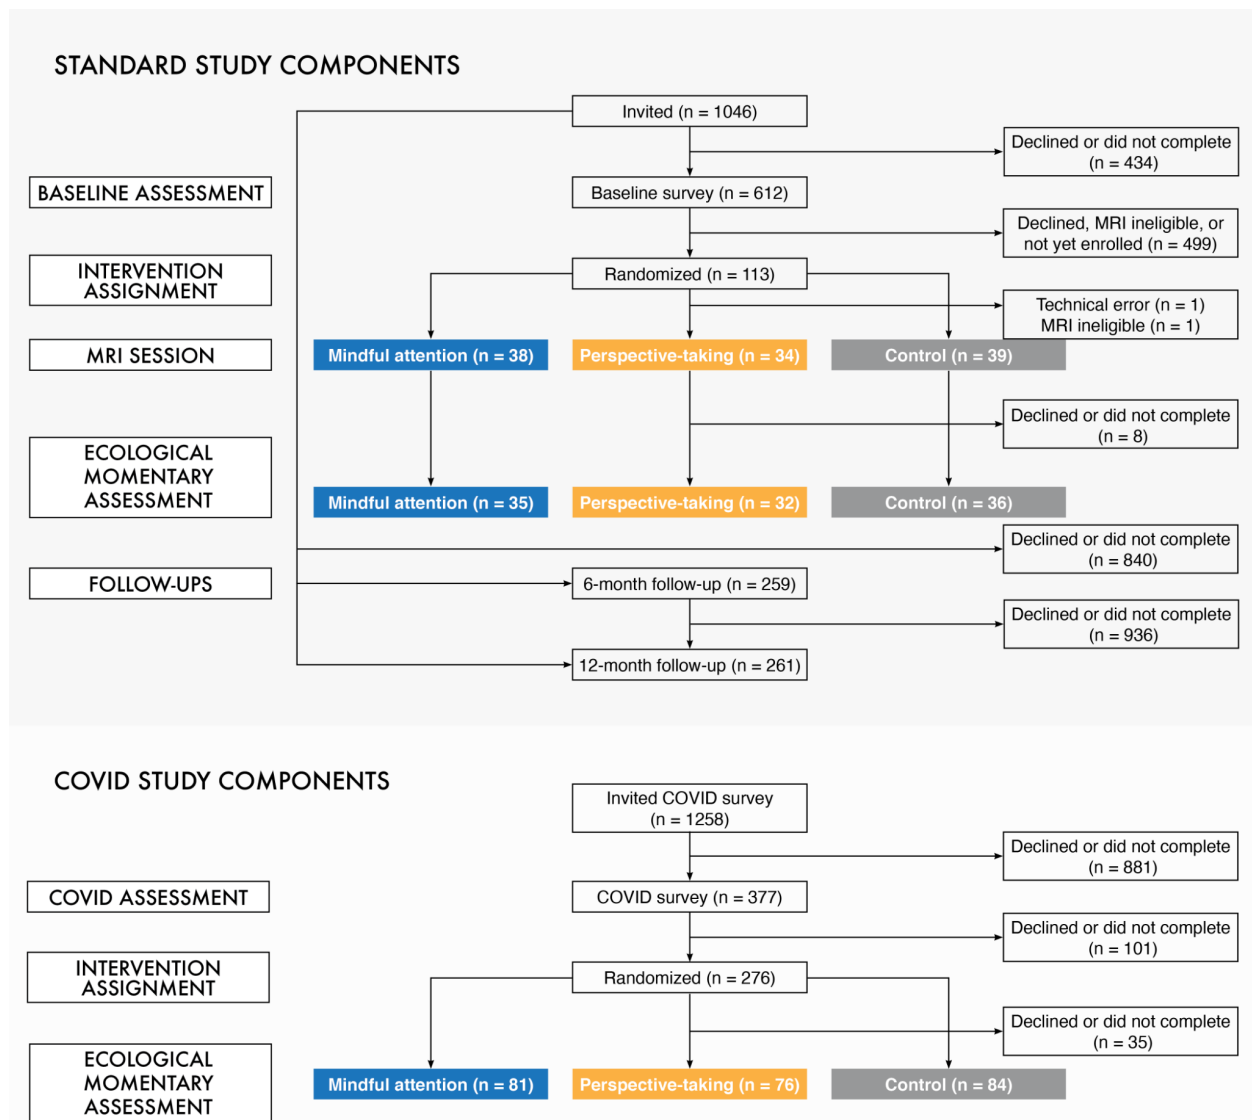 STANDARD STUDY COMPONENTS
Invited (n = 1046)
Declined or did not complete
(n = 434)
BASELINE ASSESSMENT
Baseline survey (n = 612)
Declined, MRI ineligible, or
not yet enrolled (n = 499)
INTERVENTION
ASSIGNMENT
Randomized (n = 113)
Technical error (n = 1)
MRI ineligible (n = 1)
MRI SESSION
Mindful attention (n = 38)
Perspective-taking (n = 34)
Control (n = 39)
Declined or did not complete
(n = 8)
ECOLOGICAL
MOMENTARY
ASSESSMENT
Mindful attention (n = 35)
Perspective-taking (n = 32)
Control (n = 36)
Declined or did not complete
(n = 840)
FOLLOW-UPS
6-month follow-up (n = 259)
Declined or did not complete
(n = 936)
12-month follow-up (n = 261)
COVID STUDY COMPONENTS
Invited COVID survey
(n = 1258)
Declined or did not complete
(n = 881)
COVID ASSESSMENT
COVID survey (n = 377)
Declined or did not complete
(n = 101)
INTERVENTION
ASSIGNMENT
Randomized (n = 276)
Declined or did not complete
(n = 35)
ECOLOGICAL
MOMENTARY
ASSESSMENT
Mindful attention (n = 81)
Perspective-taking (n = 76)
Control (n = 84)